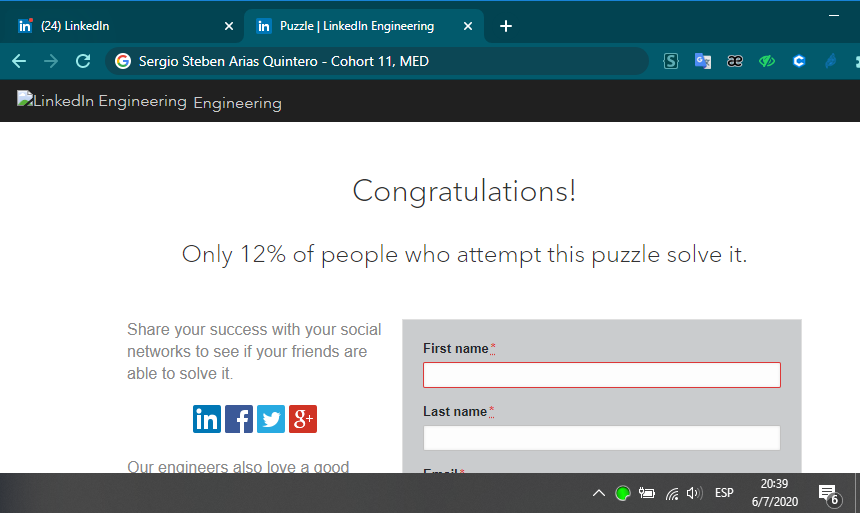 (24) LinkedIn
Puzzle | LinkedIn Engineering
Sergio Steben Arias Quintero - Cohort 11, MED
LinkedIn Engineering Engineering
Congratulations!
Only 12% of people who attempt this puzzle solve it.
Share your success with your social
networks to see if your friends are
able to solve it.
in f g+
Our engineers also love a good
First name *
Last name *
Email *
ESP
20:39
6/7/2020
6